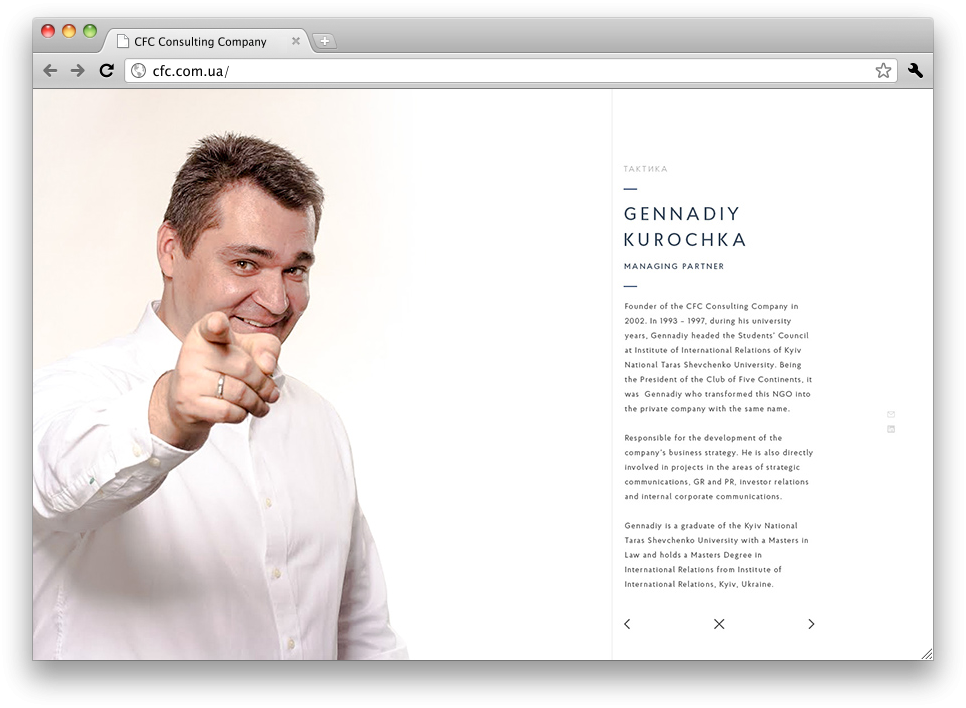 CFC Consulting Company
cfc.com.ua/
ТАКТИКА
GENNADIY
KUROCHKA
MANAGING PARTNER
Founder of the CFC Consulting Company in
2002. In 1993 – 1997, during his university
years, Gennadiy headed the Students' Council
at Institute of International Relations of Kyiv
National Taras Shevchenko University. Being
the President of the Club of Five Continents, it
was Gennadiy who transformed this NGO into
the private company with the same name.
Responsible for the development of the
company's business strategy. He is also directly
involved in projects in the areas of strategic
communications, GR and PR, investor relations
and internal corporate communications.
Gennadiy is a graduate of the Kyiv National
Taras Shevchenko University with a Masters in
Law and holds a Masters Degree in
International Relations from Institute of
International Relations, Kyiv, Ukraine.